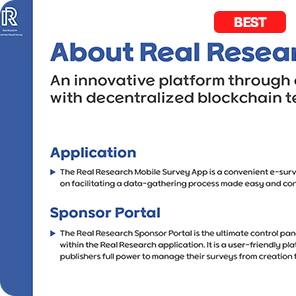 R
BEST
About Real Resear
An innovative platform through
with decentralized blockchain te
Application
▶ The Real Research Mobile Survey App is a convenient e-surv
on facilitating a data-gathering process made easy and con
Sponsor Portal
▶ The Real Research Sponsor Portal is the ultimate control pan
within the Real Research application. It is a user-friendly plat
publishers full power to manage their surveys from creation t